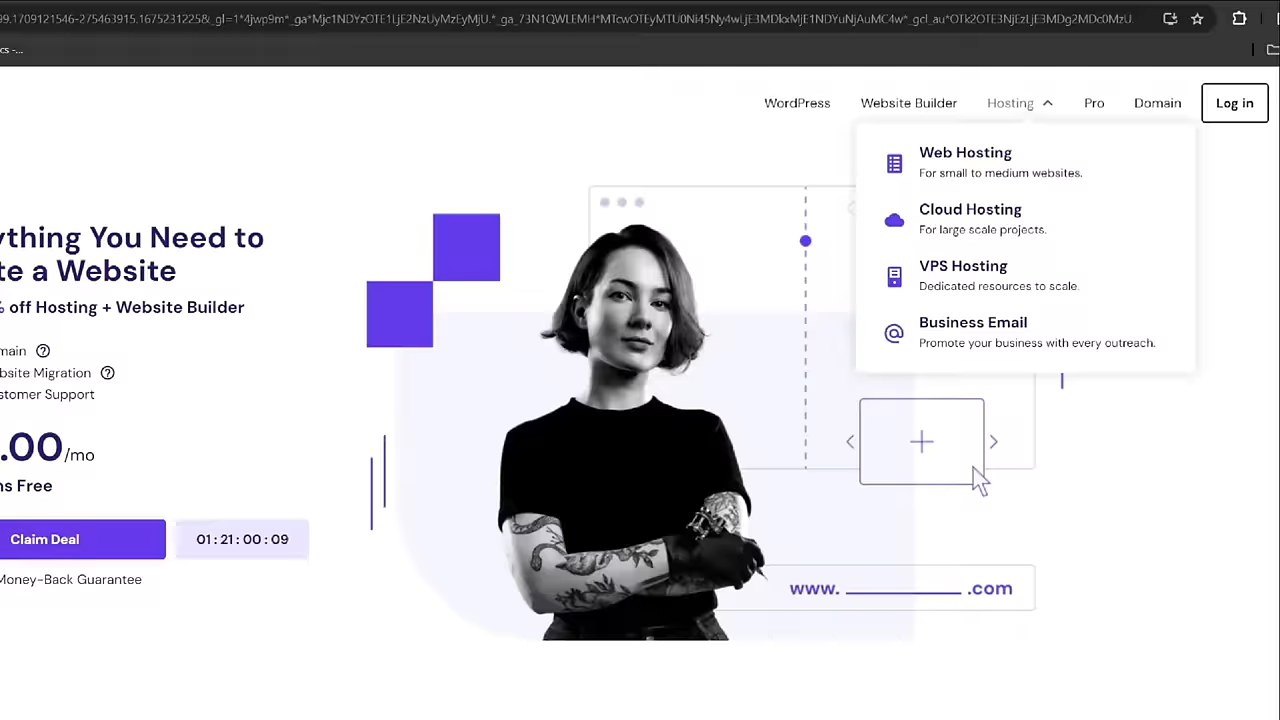 cs -...
WordPress
Website Builder
Hosting
Pro
Domain
Log in
Web Hosting
For small to medium websites.
Cloud Hosting
For large scale projects.
VPS Hosting
Dedicated resources to scale.
Business Email
Promote your business with every outreach.
ything You Need to
te a Website
% off Hosting + Website Builder
main
bsite Migration
stomer Support
.00/mo
ns Free
Claim Deal
01 : 21 : 00 : 09
Money-Back Guarantee
www. ________ .com